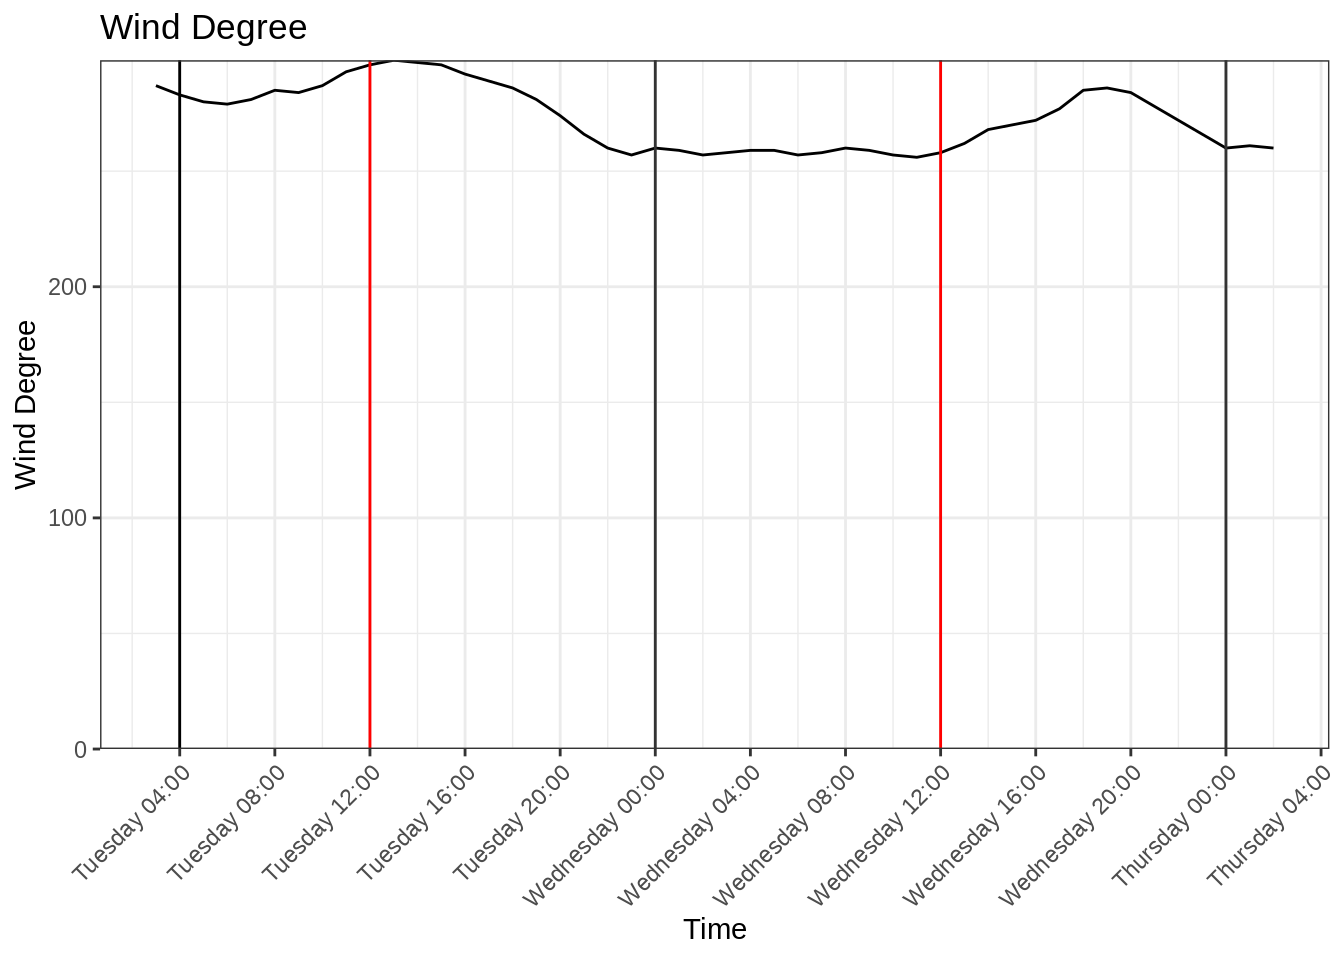 Wind Degree
Wind Degree
200
100
0
Tuesday 04:00
Tuesday 08:00
Tuesday 12:00
Tuesday 16:00
Tuesday 20:00
Wednesday 00:00
Wednesday 04:00
Wednesday 08:00
Wednesday 12:00
Wednesday 16:00
Wednesday 20:00
Thursday 00:00
Thursday 04:00
Time